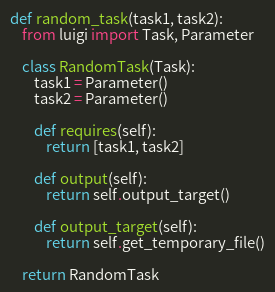 def random_task(task1, task2):
    from luigi import Task, Parameter

    class RandomTask(Task):
        task1 = Parameter()
        task2 = Parameter()

        def requires(self):
            return [task1, task2]

        def output(self):
            return self.output_target()

        def output_target(self):
            return self.get_temporary_file()

    return RandomTask